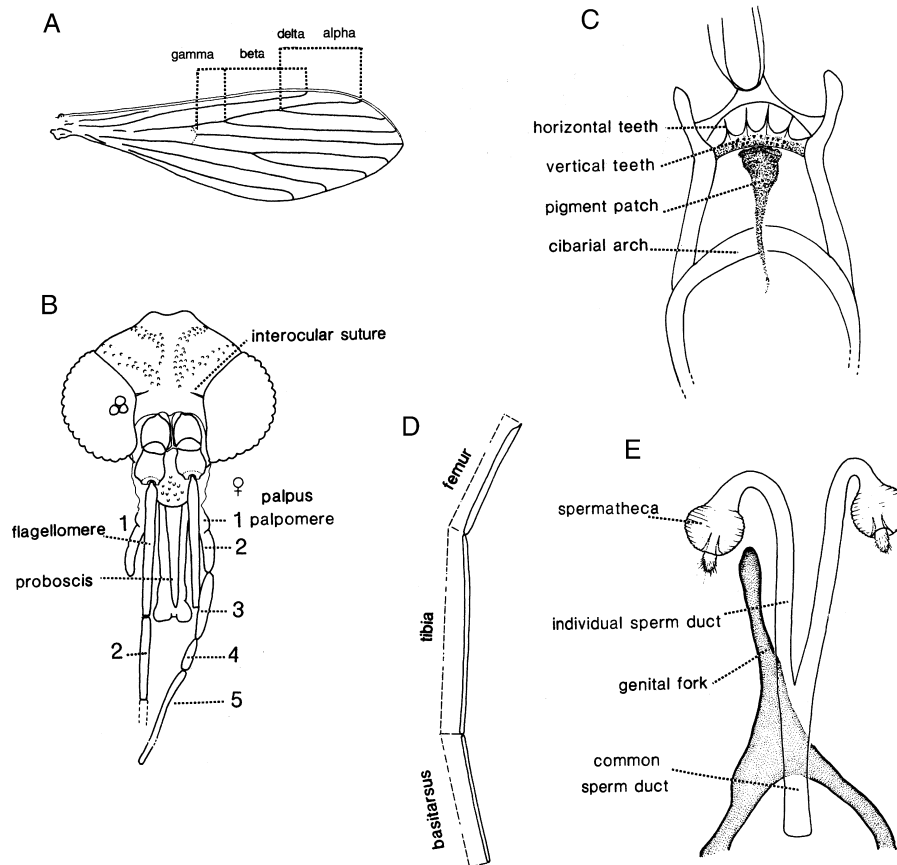 A
delta alpha
gamma beta
C
horizontal teeth
vertical teeth
pigment patch
cibarial arch
B
interocular suture
♀
palpus
1 1 palpomere
flagellomere
2
proboscis
3
2 4
5
D
femur
tibia
basitarsus
E
spermatheca
individual sperm duct
genital fork
common
sperm duct